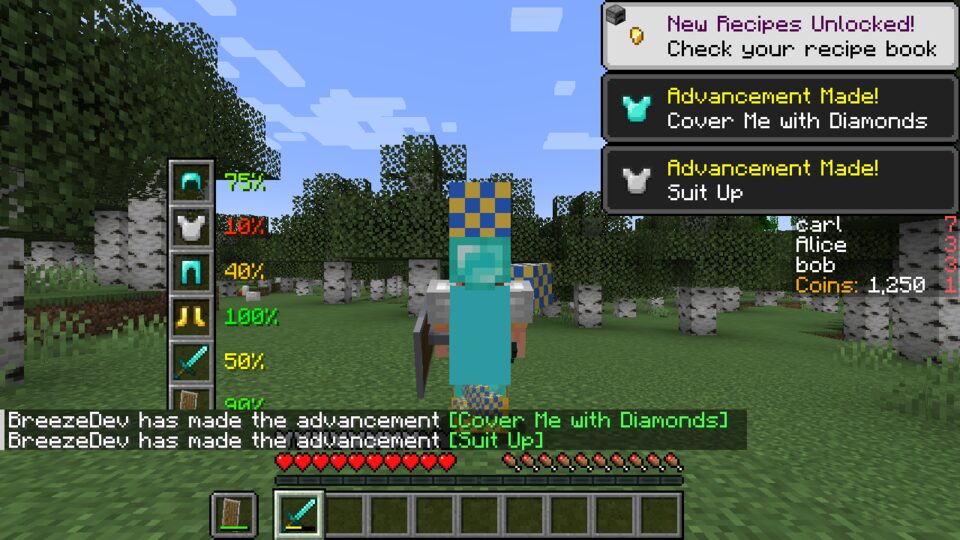 New Recipes Unlocked!
Check your recipe book
Advancement Made!
Cover Me with Diamonds
Advancement Made!
Suit Up
75%
10%
40%
100%
50%
90%
carl 7
Alice 3
bob
Coins: 1,250 1
BreezeDev has made the advancement [Cover Me with Diamonds]
BreezeDev has made the advancement [Suit Up]